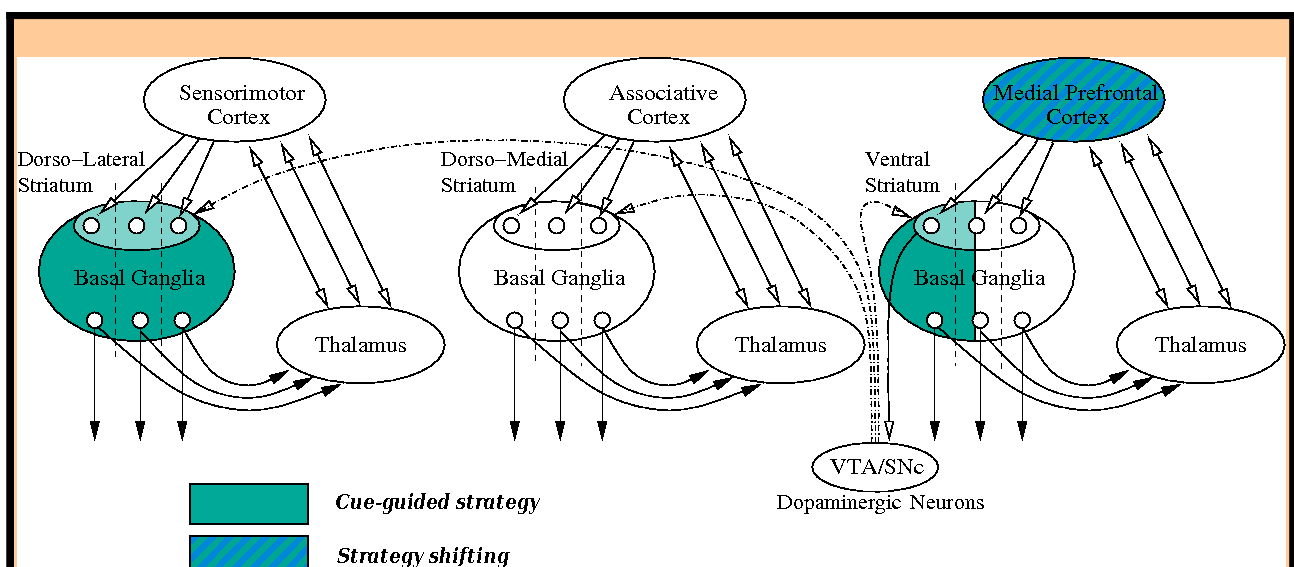 Sensorimotor
Cortex
Associative
Cortex
Medial Prefrontal
Cortex
Dorso–Lateral
Striatum
Dorso–Medial
Striatum
Ventral
Striatum
Basal Ganglia
Basal Ganglia
Basal Ganglia
Thalamus
Thalamus
Thalamus
VTA/SNc
Dopaminergic Neurons
Cue-guided strategy
Strategy shifting